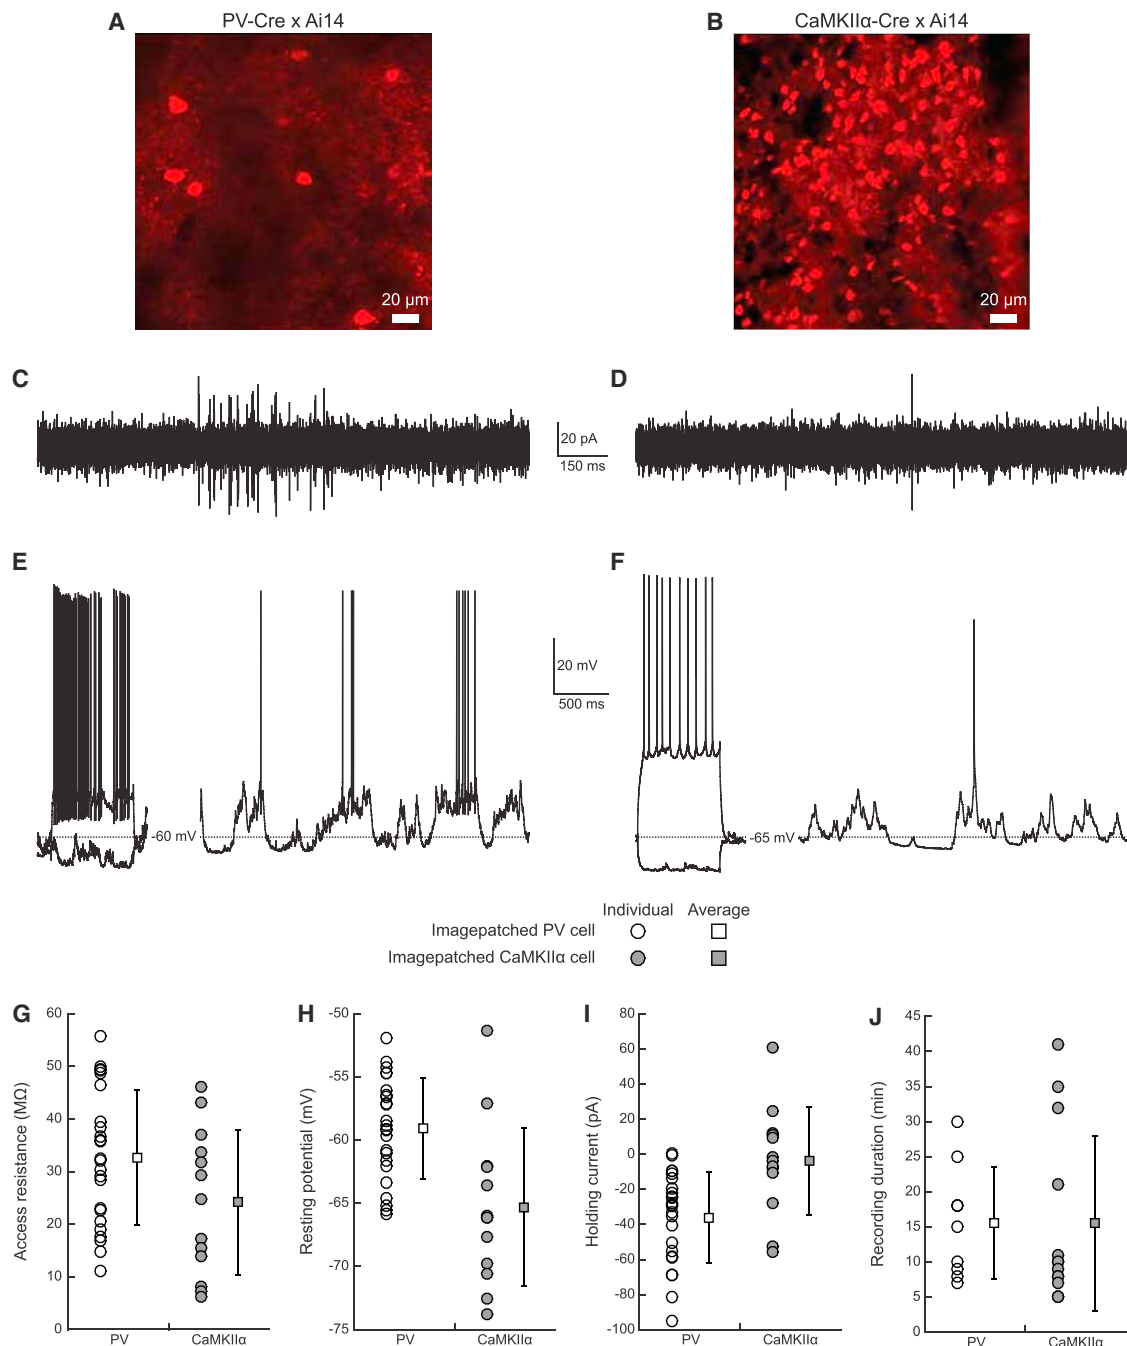 A PV-Cre x Ai14
20 µm
B CaMKIIα-Cre x Ai14
20 µm
C
20 pA
150 ms
D
E
-60 mV
20 mV
500 ms
F
-65 mV
Individual Average
Imagepatched PV cell
Imagepatched CaMKIIα cell
G
Access resistance (MΩ)
60
50
40
30
20
10
0
PV CaMKIIα
H
Resting potential (mV)
-50
-55
-60
-65
-70
-75
PV CaMKIIα
I
Holding current (pA)
80
60
40
20
0
-20
-40
-60
-80
-100
PV CaMKIIα
J
Recording duration (min)
45
40
35
30
25
20
15
10
5
0
PV CaMKIIα